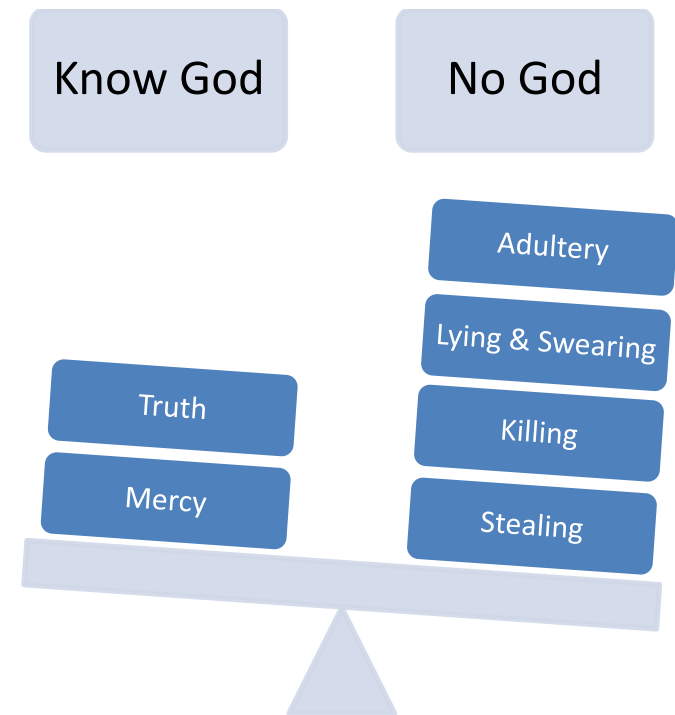 Know God
No God
Adultery
Lying & Swearing
Truth
Killing
Mercy
Stealing